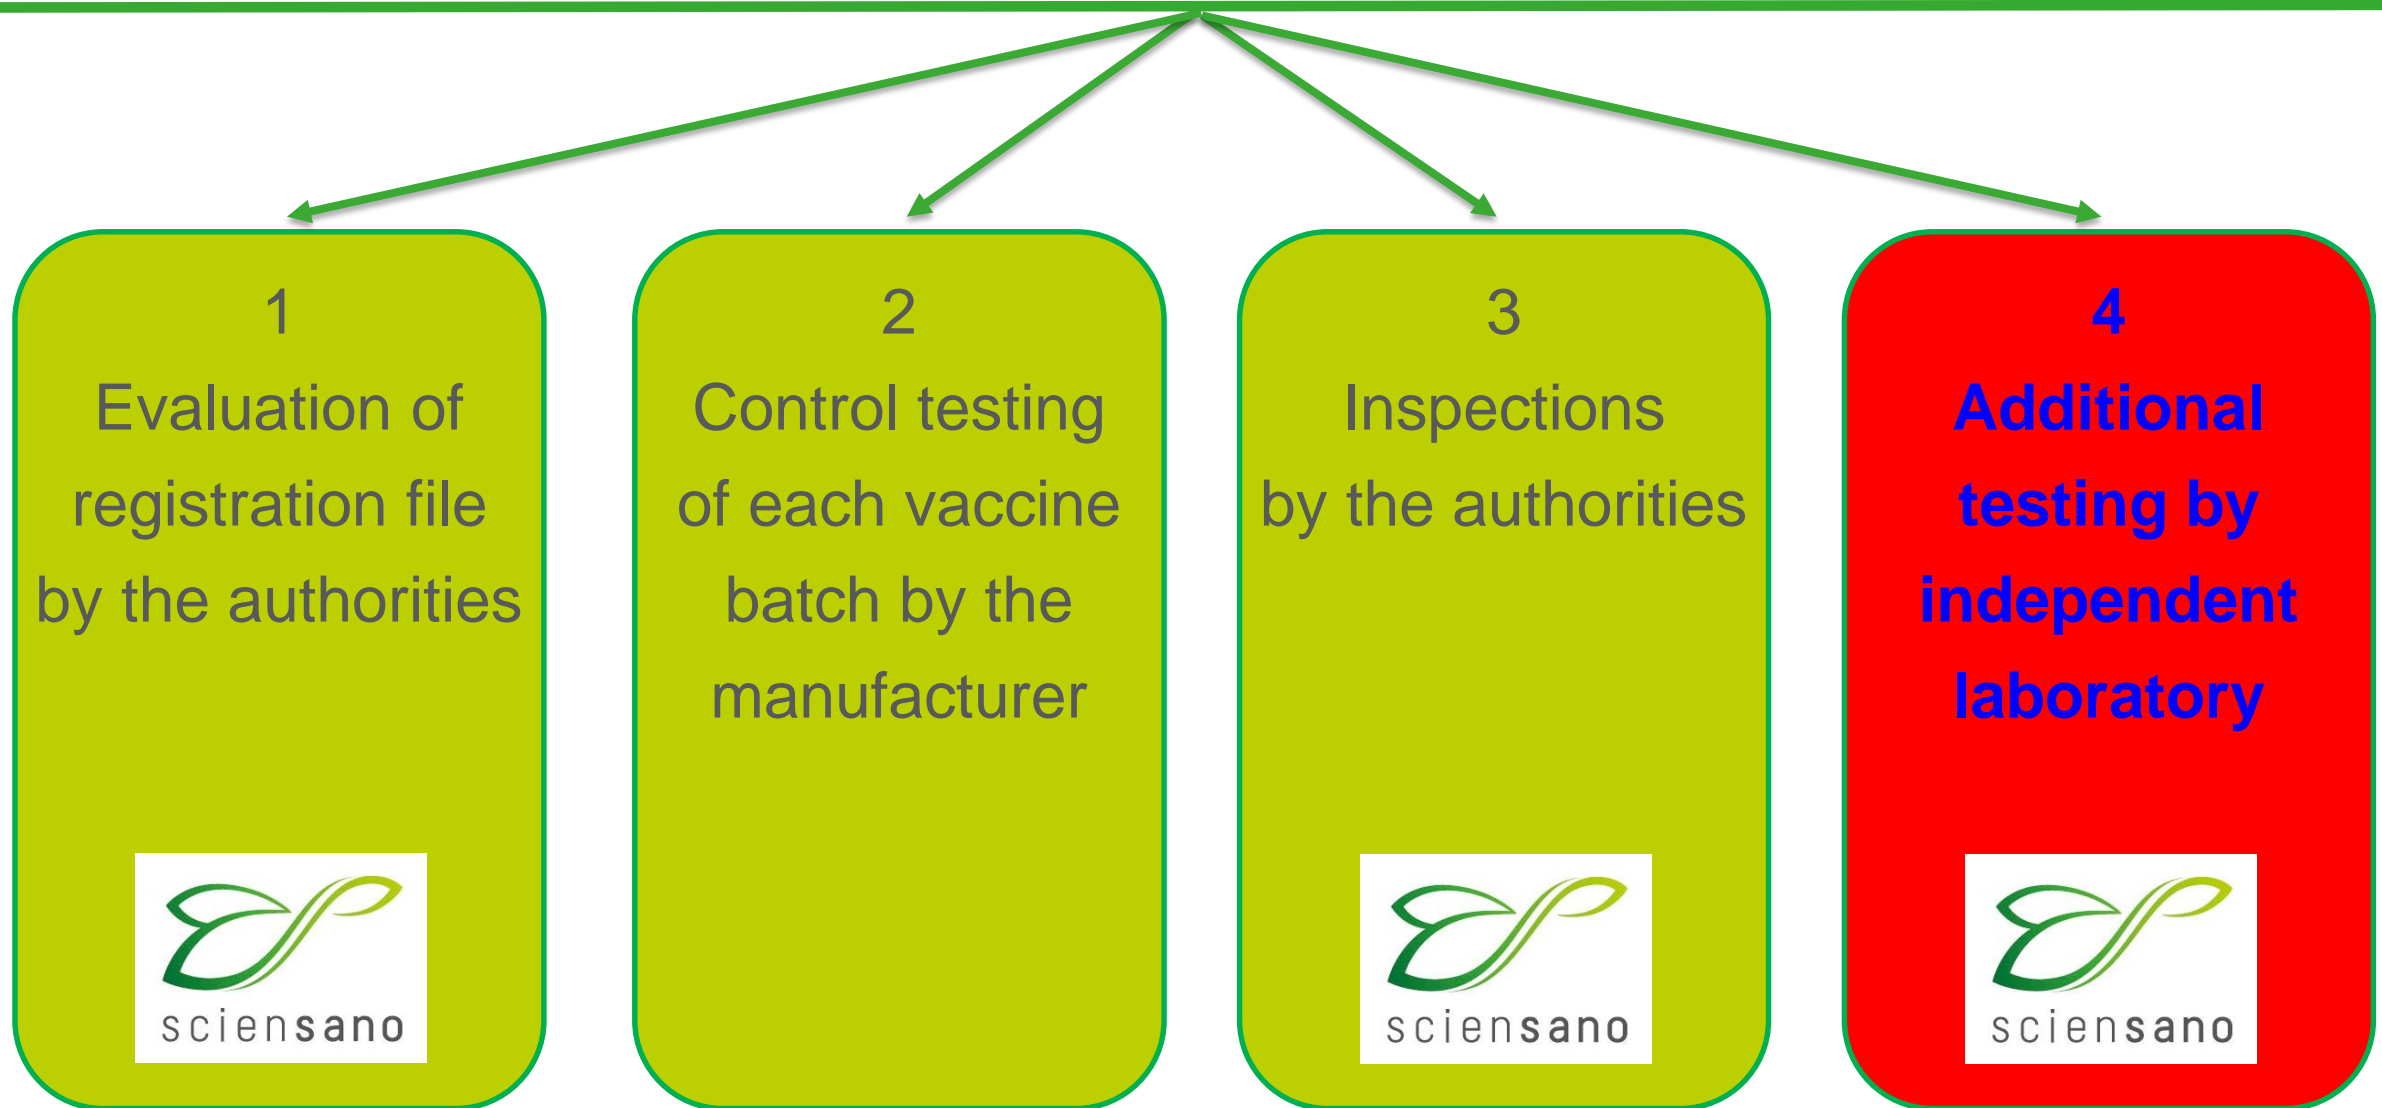 1
Evaluation of
registration file
by the authorities
sciensano
2
Control testing
of each vaccine
batch by the
manufacturer
3
Inspections
by the authorities
sciensano
4
Additional
testing by
independent
laboratory
sciensano